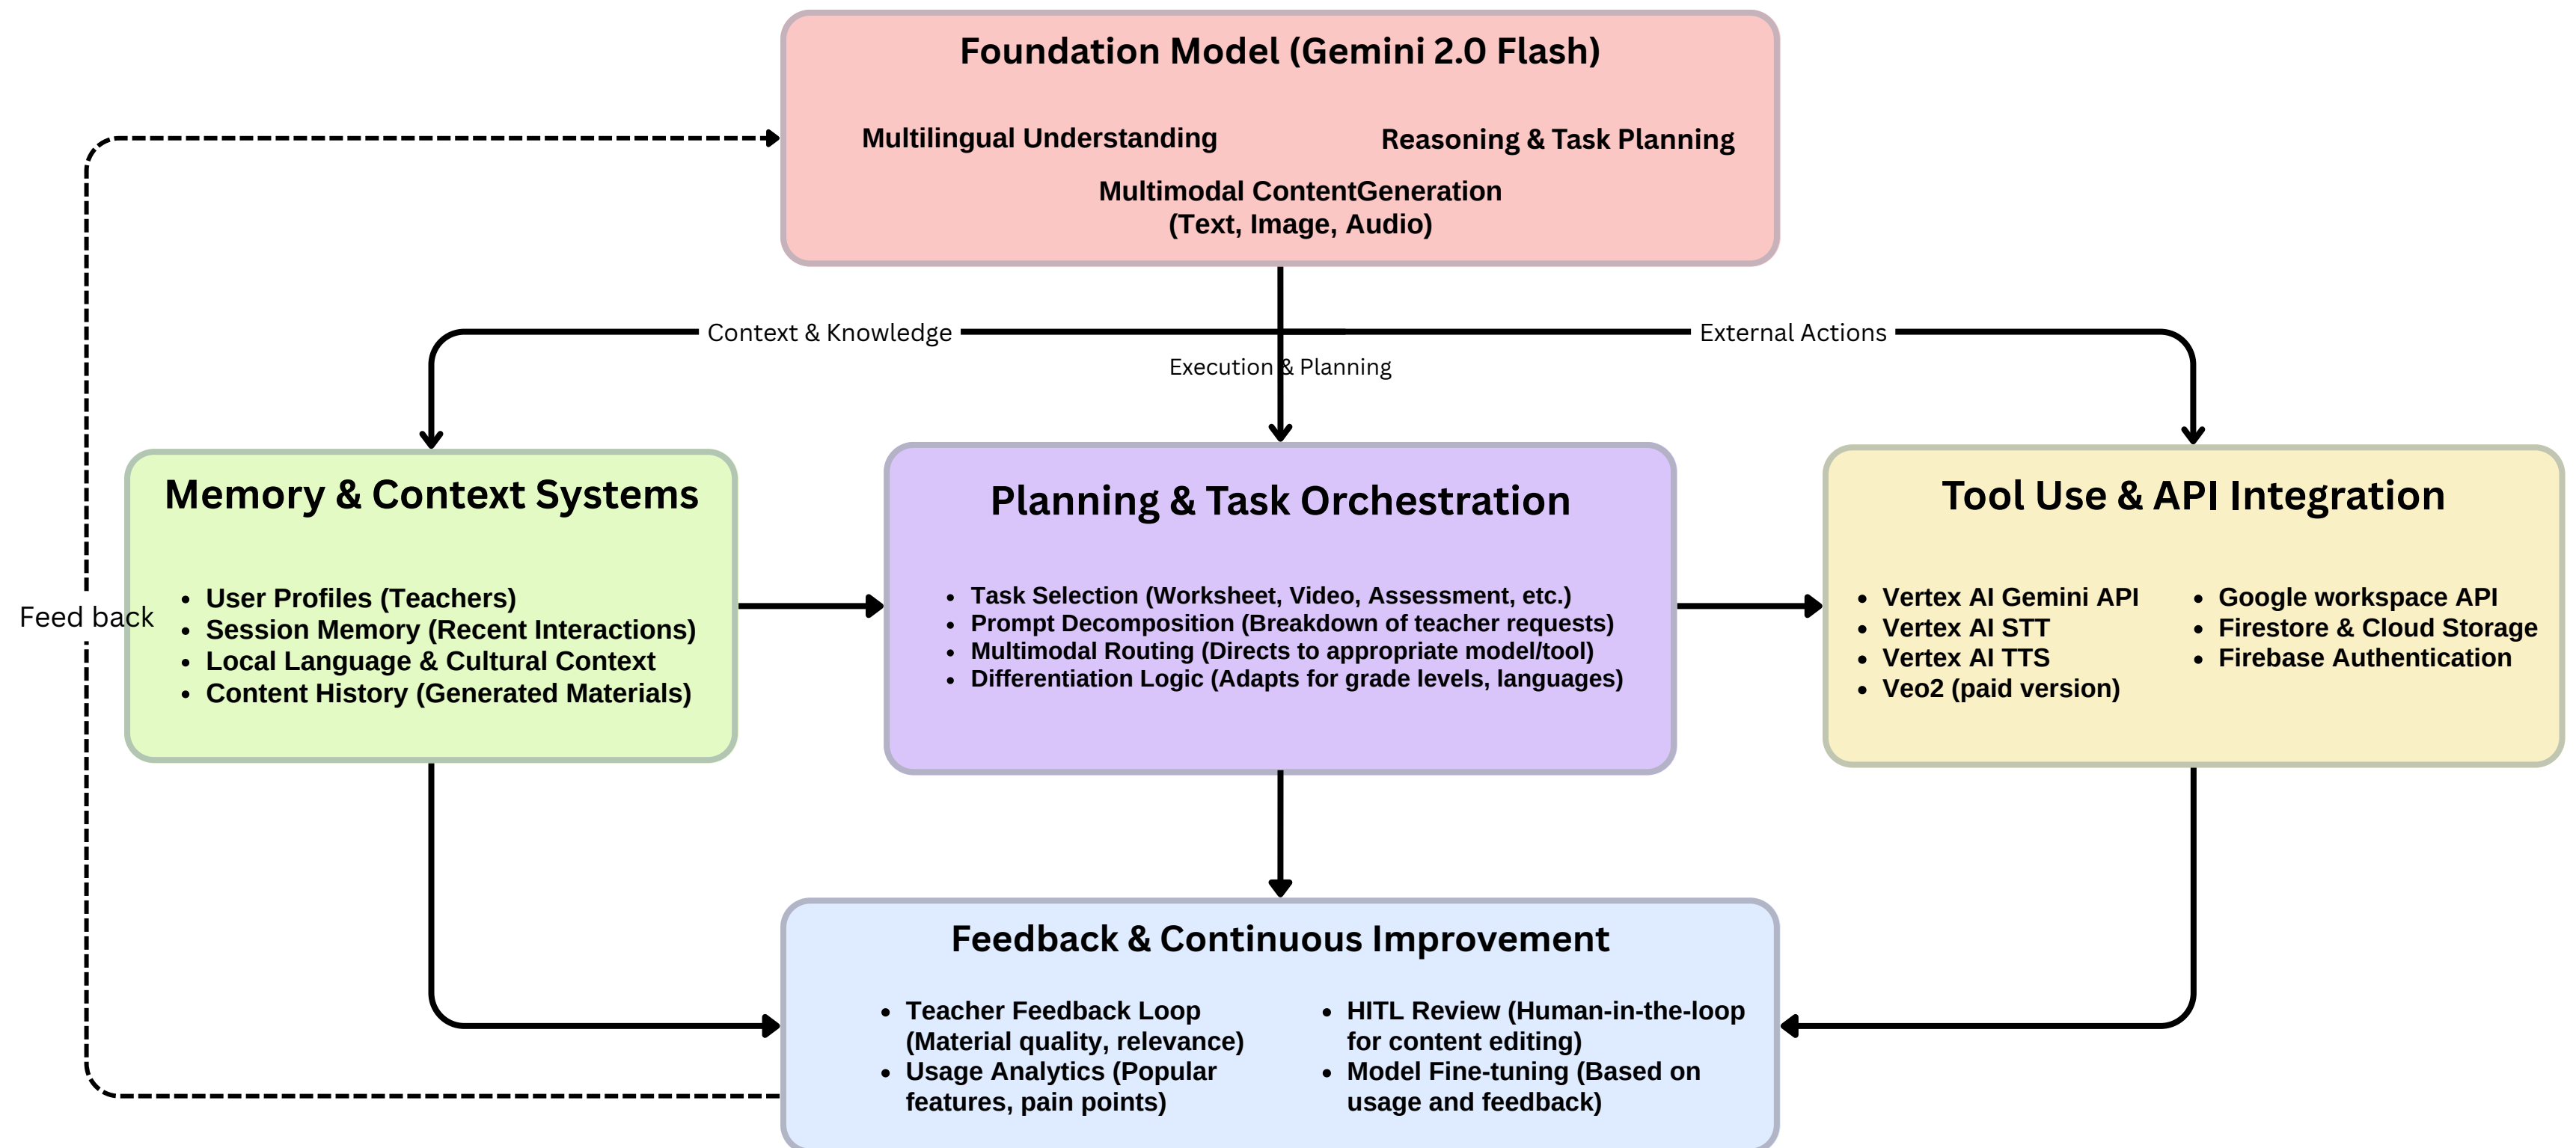 Foundation Model (Gemini 2.0 Flash)
Multilingual Understanding
Reasoning & Task Planning
Multimodal ContentGeneration
(Text, Image, Audio)
Context & Knowledge
External Actions
Execution & Planning
Memory & Context Systems
• User Profiles (Teachers)
• Session Memory (Recent Interactions)
• Local Language & Cultural Context
• Content History (Generated Materials)
Feed back
Planning & Task Orchestration
• Task Selection (Worksheet, Video, Assessment, etc.)
• Prompt Decomposition (Breakdown of teacher requests)
• Multimodal Routing (Directs to appropriate model/tool)
• Differentiation Logic (Adapts for grade levels, languages)
Tool Use & API Integration
• Vertex AI Gemini API
• Vertex AI STT
• Vertex AI TTS
• Veo2 (paid version)
• Google workspace API
• Firestore & Cloud Storage
• Firebase Authentication
Feedback & Continuous Improvement
• Teacher Feedback Loop
(Material quality, relevance)
• Usage Analytics (Popular
features, pain points)
• HITL Review (Human-in-the-loop
for content editing)
• Model Fine-tuning (Based on
usage and feedback)